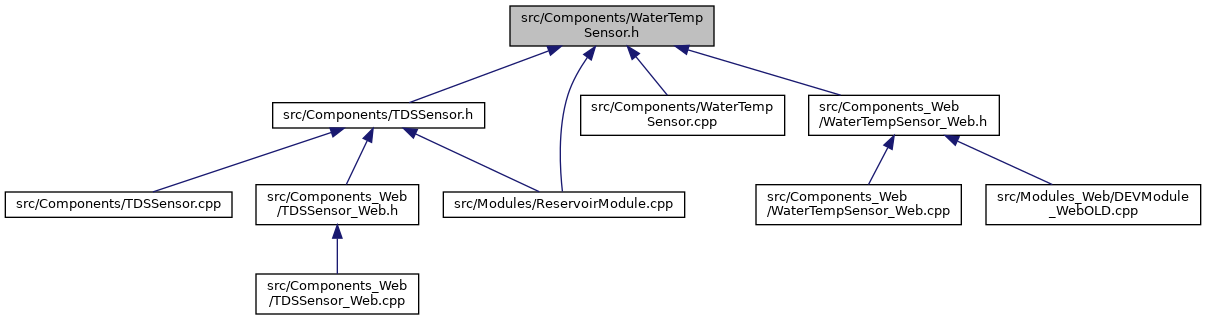 src/Components/WaterTemp
Sensor.h
src/Components/TDSSensor.h
src/Components/WaterTemp
Sensor.cpp
src/Components_Web
/WaterTempSensor_Web.h
src/Components/TDSSensor.cpp
src/Components_Web
/TDSSensor_Web.h
src/Modules/ReservoirModule.cpp
src/Components_Web
/WaterTempSensor_Web.cpp
src/Modules_Web/DEVModule
_WebOLD.cpp
src/Components_Web
/TDSSensor_Web.cpp